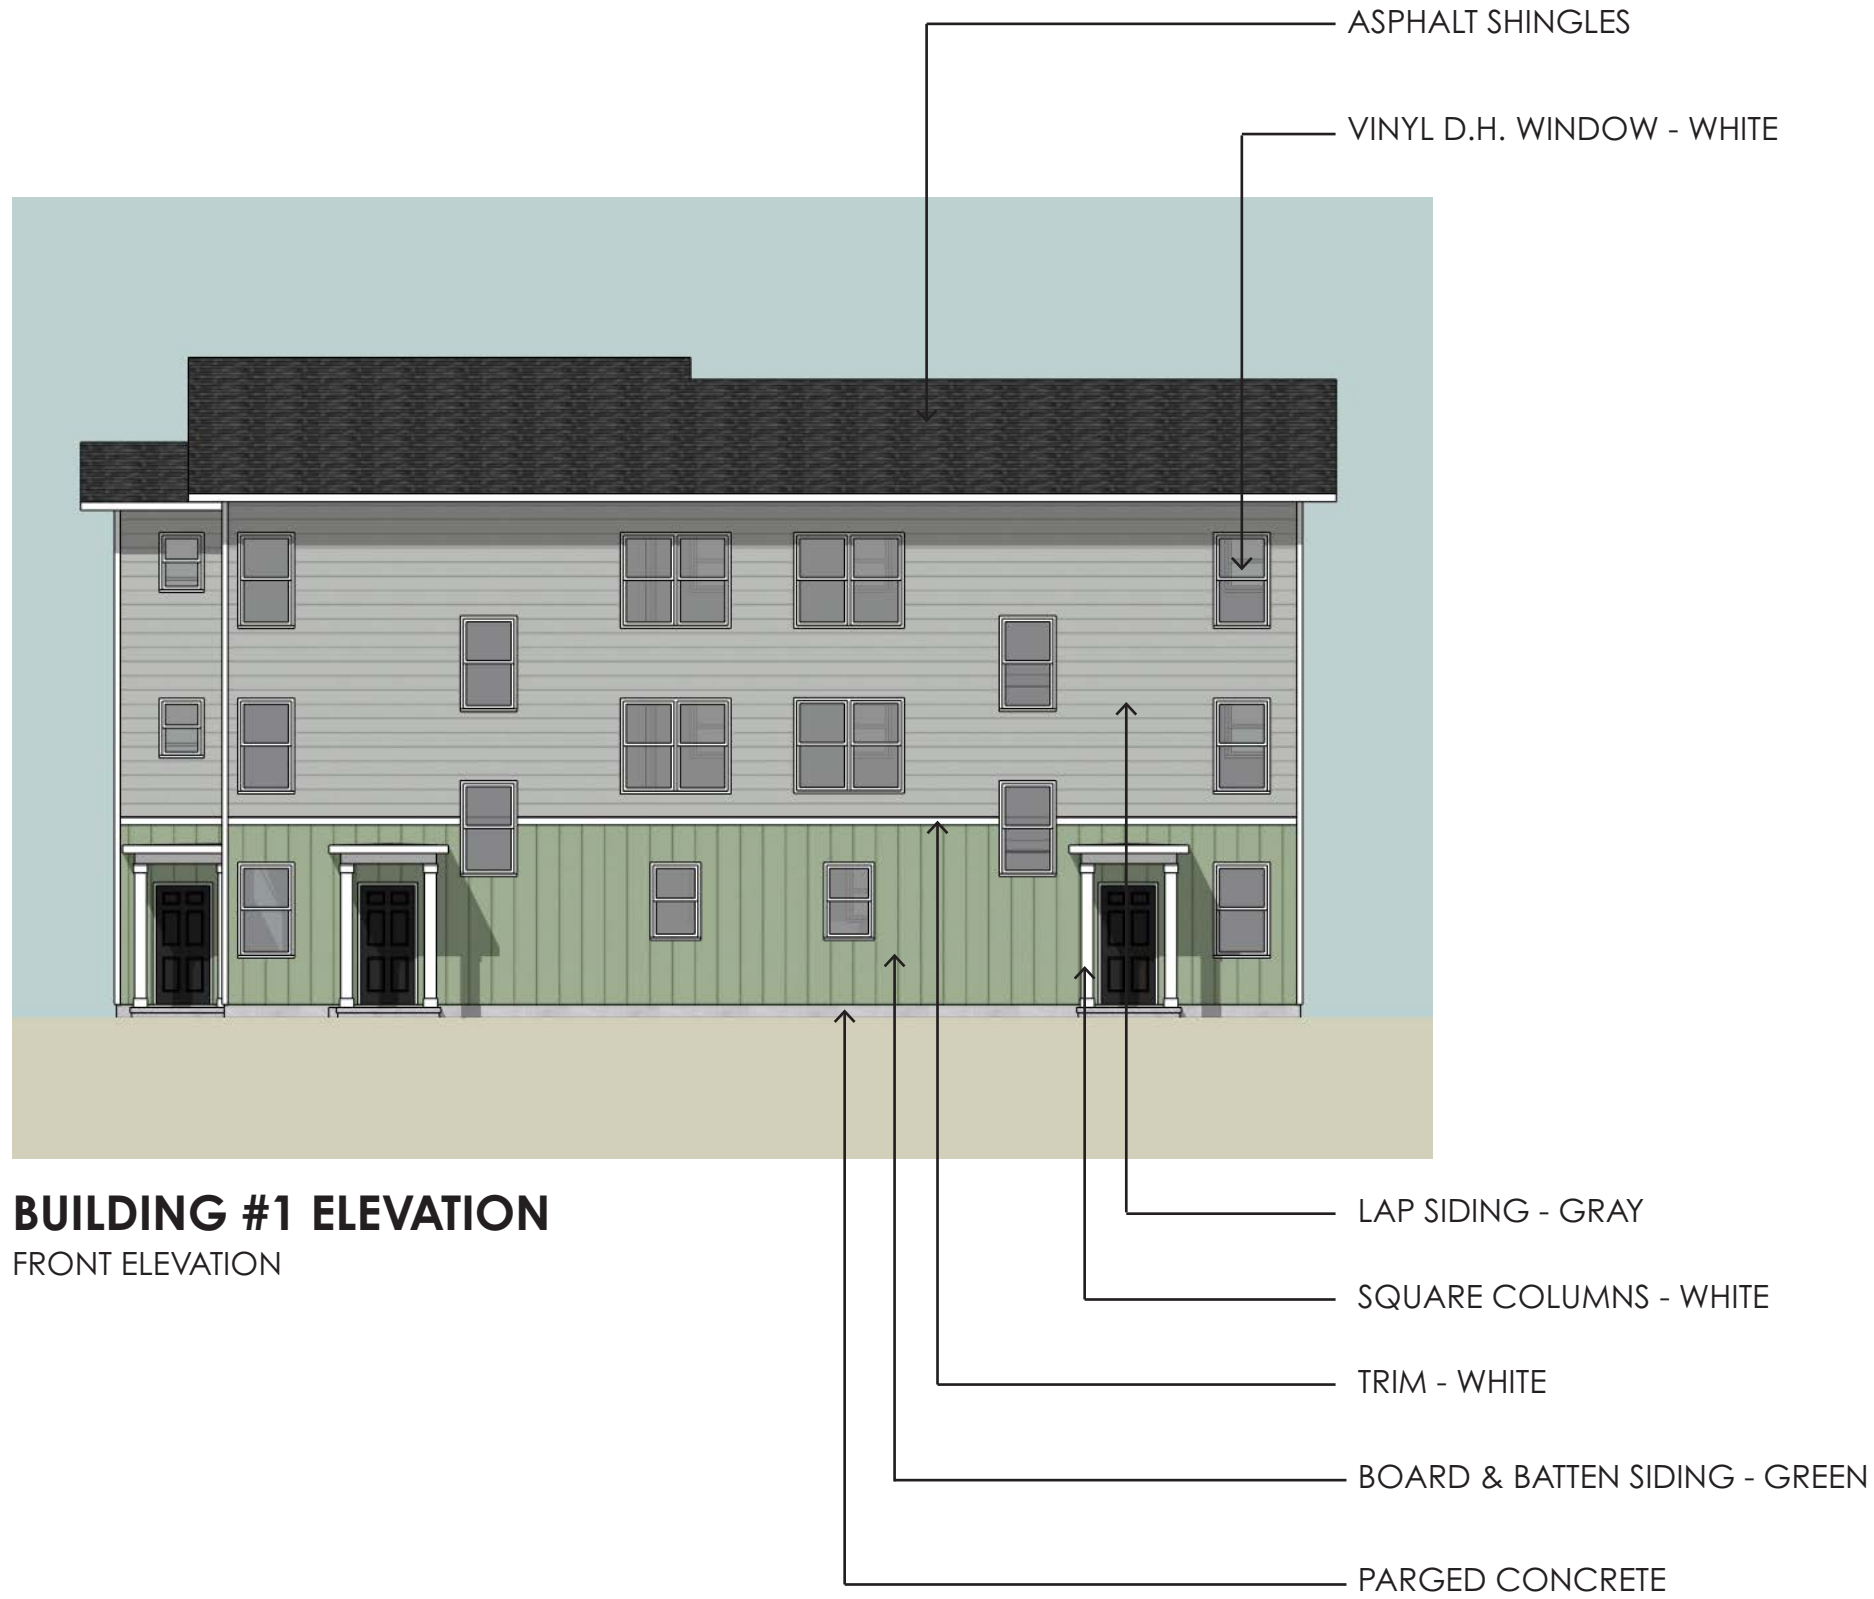 ASPHALT SHINGLES
VINYL D.H. WINDOW - WHITE
BUILDING #1 ELEVATION
FRONT ELEVATION
LAP SIDING - GRAY
SQUARE COLUMNS - WHITE
TRIM - WHITE
BOARD & BATTEN SIDING - GREEN
PARGED CONCRETE